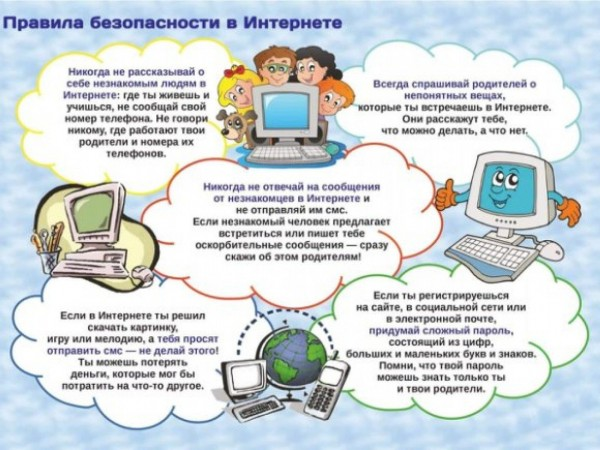 Правила безопасности в Интернете
Никогда не рассказывай о
себе незнакомым людям в
Интернете: где ты живешь и
учишься, не сообщай свой
номер телефона. Не говори
никому, где работают твои
родители и номера их
телефонов.
Всегда спрашивай родителей о
непонятных вещах,
которые ты встречаешь в Интернете.
Они расскажут тебе,
что можно делать, а что нет.
Никогда не отвечай на сообщения
от незнакомцев в Интернете и
не отправляй им смс.
Если незнакомый человек предлагает
встретиться или пишет тебе
оскорбительные сообщения — сразу
скажи об этом родителям!
Если в Интернете ты решил
скачать картинку,
игру или мелодию, а тебя просят
отправить смс — не делай этого!
Ты можешь потерять
деньги, которые мог бы
потратить на что-то другое.
Если ты регистрируешься
на сайте, в социальной сети или
в электронной почте,
придумай сложный пароль,
состоящий из цифр,
больших и маленьких букв и знаков.
Помни, что твой пароль
можешь знать только ты
и твои родители.